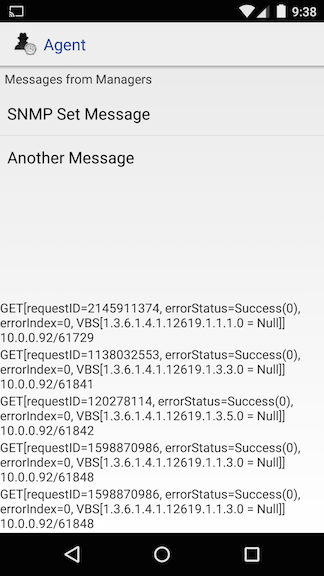 9:38
Agent
Messages from Managers
SNMP Set Message
Another Message
GET[requestID=2145911374, errorStatus=Success(0),
errorIndex=0, VBS[1.3.6.1.4.1.12619.1.1.1.0 = Null]]
10.0.0.92/61729
GET[requestID=1138032553, errorStatus=Success(0),
errorIndex=0, VBS[1.3.6.1.4.1.12619.1.3.3.0 = Null]]
10.0.0.92/61841
GET[requestID=120278114, errorStatus=Success(0),
errorIndex=0, VBS[1.3.6.1.4.1.12619.1.3.5.0 = Null]]
10.0.0.92/61842
GET[requestID=1598870986, errorStatus=Success(0),
errorIndex=0, VBS[1.3.6.1.4.1.12619.1.1.3.0 = Null]]
10.0.0.92/61848
GET[requestID=1598870986, errorStatus=Success(0),
errorIndex=0, VBS[1.3.6.1.4.1.12619.1.1.3.0 = Null]]
10.0.0.92/61848